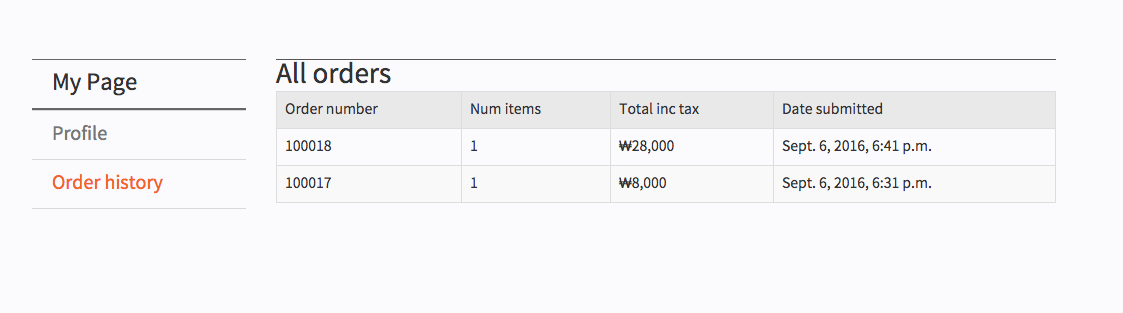 My Page
Profile
Order history
All orders
Order number Num items Total inc tax Date submitted
100018 1 ₩28,000 Sept. 6, 2016, 6:41 p.m.
100017 1 ₩8,000 Sept. 6, 2016, 6:31 p.m.